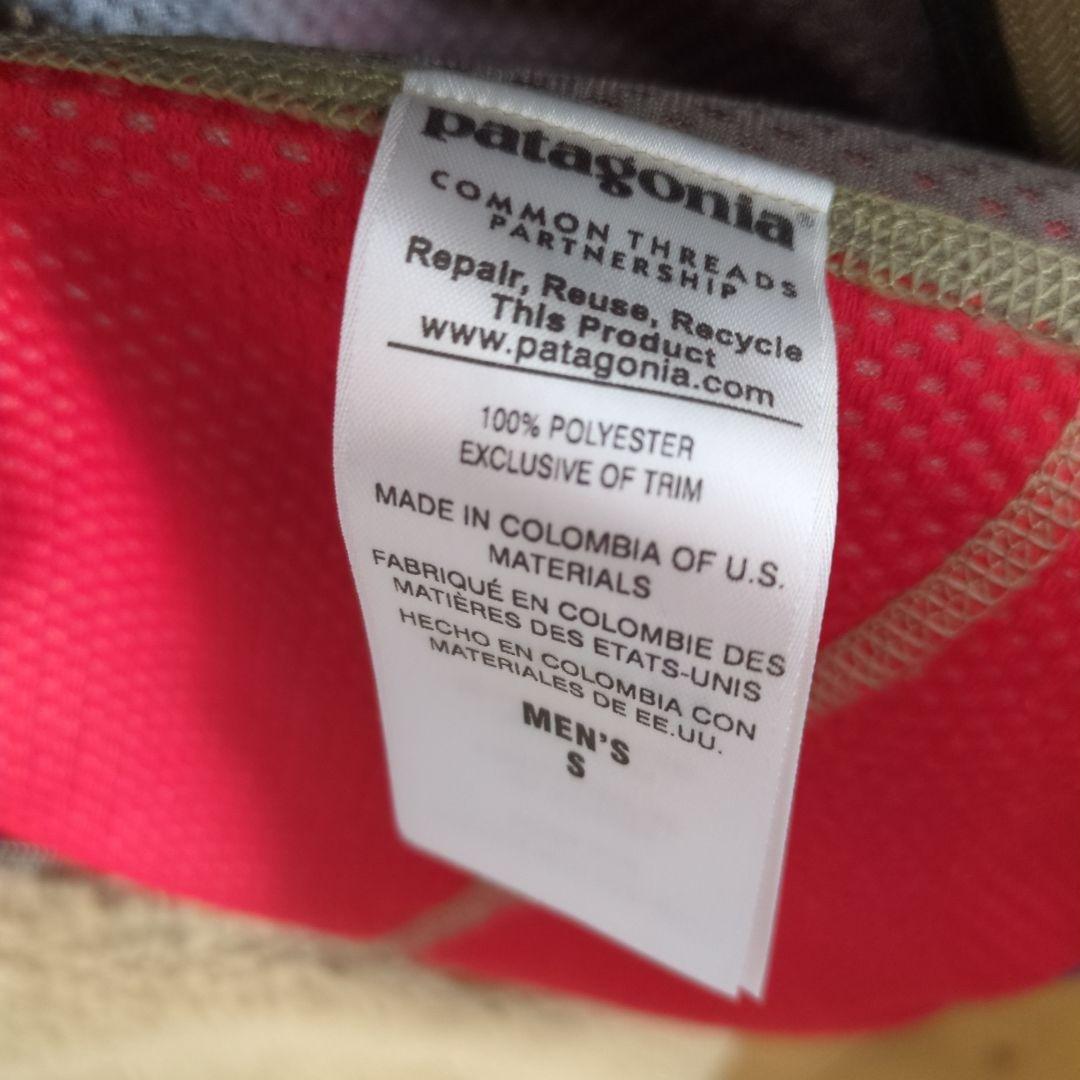 patagonia®
COMMON THREADS
PARTNERSHIP
Repair, Reuse, Recycle
This Product
www.patagonia.com
100% POLYESTER
EXCLUSIVE OF TRIM
MADE IN COLOMBIA OF U.S.
MATERIALS
FABRIQUÉ EN COLOMBIE DES
MATIÈRES DES ETATS-UNIS
HECHO EN COLOMBIA CON
MATERIALES DE EE.UU.
MEN'S
S